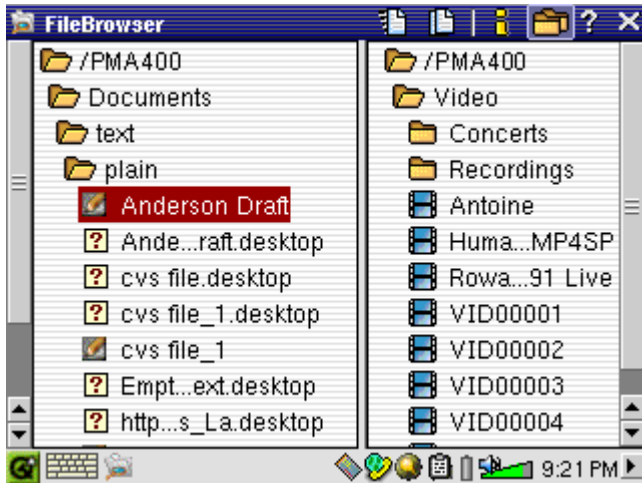 FileBrowser
?
/PMA400
Documents
text
plain
Anderson Draft
Ande...raft.desktop
cvs file.desktop
cvs file_1.desktop
cvs file_1
Empt...ext.desktop
http...s_La.desktop
/PMA400
Video
Concerts
Recordings
Antoine
Huma...MP4SP
Rowa...91 Live
VID00001
VID00002
VID00003
VID00004
9:21 PM